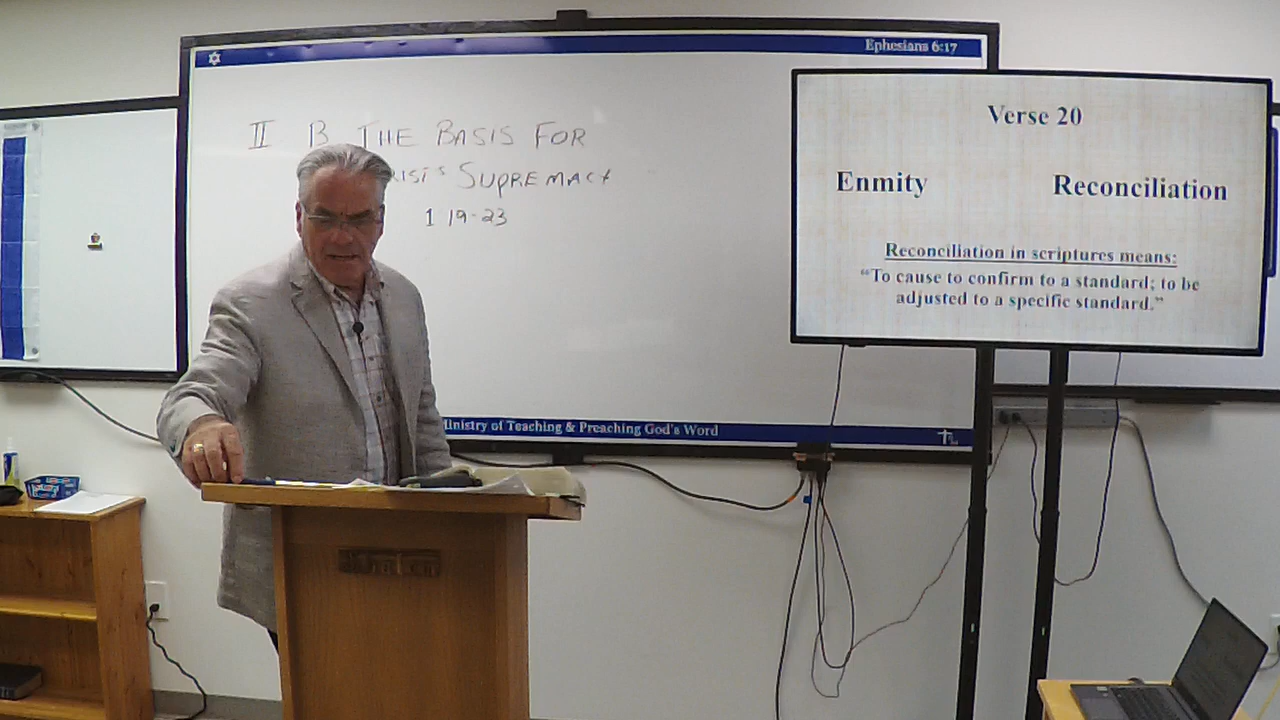 Ephesians 6:17
II B THE BASIS FOR
SUPREMACY
1 19-23
Verse 20
Enmity Reconciliation
Reconciliation in scriptures means:
“To cause to confirm to a standard; to be
adjusted to a specific standard.”
of Teaching & Preaching God's Word